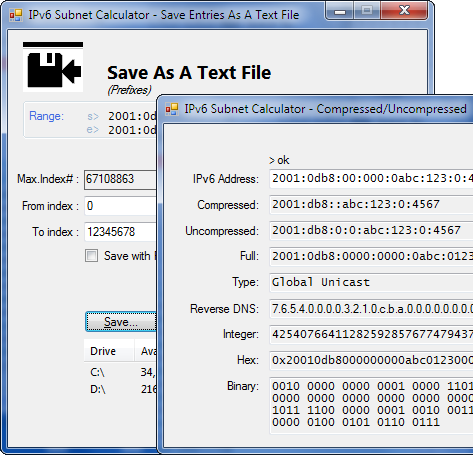 IPv6 Subnet Calculator - Save Entries As A Text File
Save As A Text File
(Prefixes)
Range:
s> 2001:0d
e> 2001:0d
Max.Index# : 67108863
From index : 0
To index : 12345678
Save with
Save...
Drive Ava
C:\ 34,
D:\ 216
IPv6 Subnet Calculator - Compressed/Uncompressed
> ok
IPv6 Address: 2001:0db8:00:000:0abc:123:0:4
Compressed: 2001:db8::abc:123:0:4567
Uncompressed: 2001:db8:0:0:abc:123:0:4567
Full: 2001:0db8:0000:0000:0abc:0123
Type: Global Unicast
Reverse DNS: 7.6.5.4.0.0.0.0.3.2.1.0.c.b.a.0.0.0.0.0.0.0.0
Integer: 42540766411282592857677479437
Hex: 0x20010db8000000000abc0123000
Binary: 0010 0000 0000 0001 0000 1101
0000 0000 0000 0000 0000 0000
1011 1100 0000 0001 0010 0011
0000 0100 0101 0110 0111